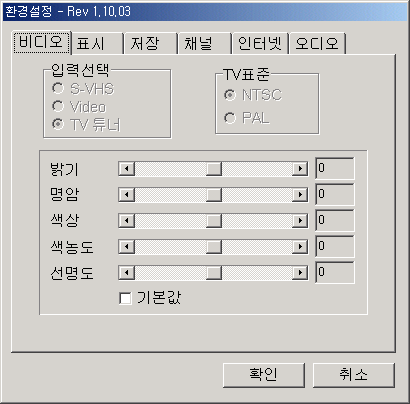 환경설정 - Rev 1,10,03
비디오 표시 저장 채널 인터넷 오디오
입력선택
S-VHS
Video
TV 튜너
TV표준
NTSC
PAL
밝기 0
명암 0
색상 0
색농도 0
선명도 0
기본값
확인 취소